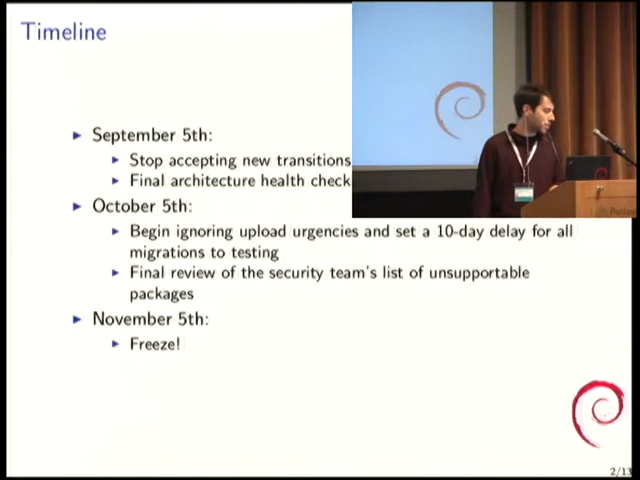 Timeline
September 5th:
Stop accepting new transitions
Final architecture health check
October 5th:
Begin ignoring upload urgencies and set a 10-day delay for all
migrations to testing
Final review of the security team's list of unsupportable
packages
November 5th:
Freeze!
2/13